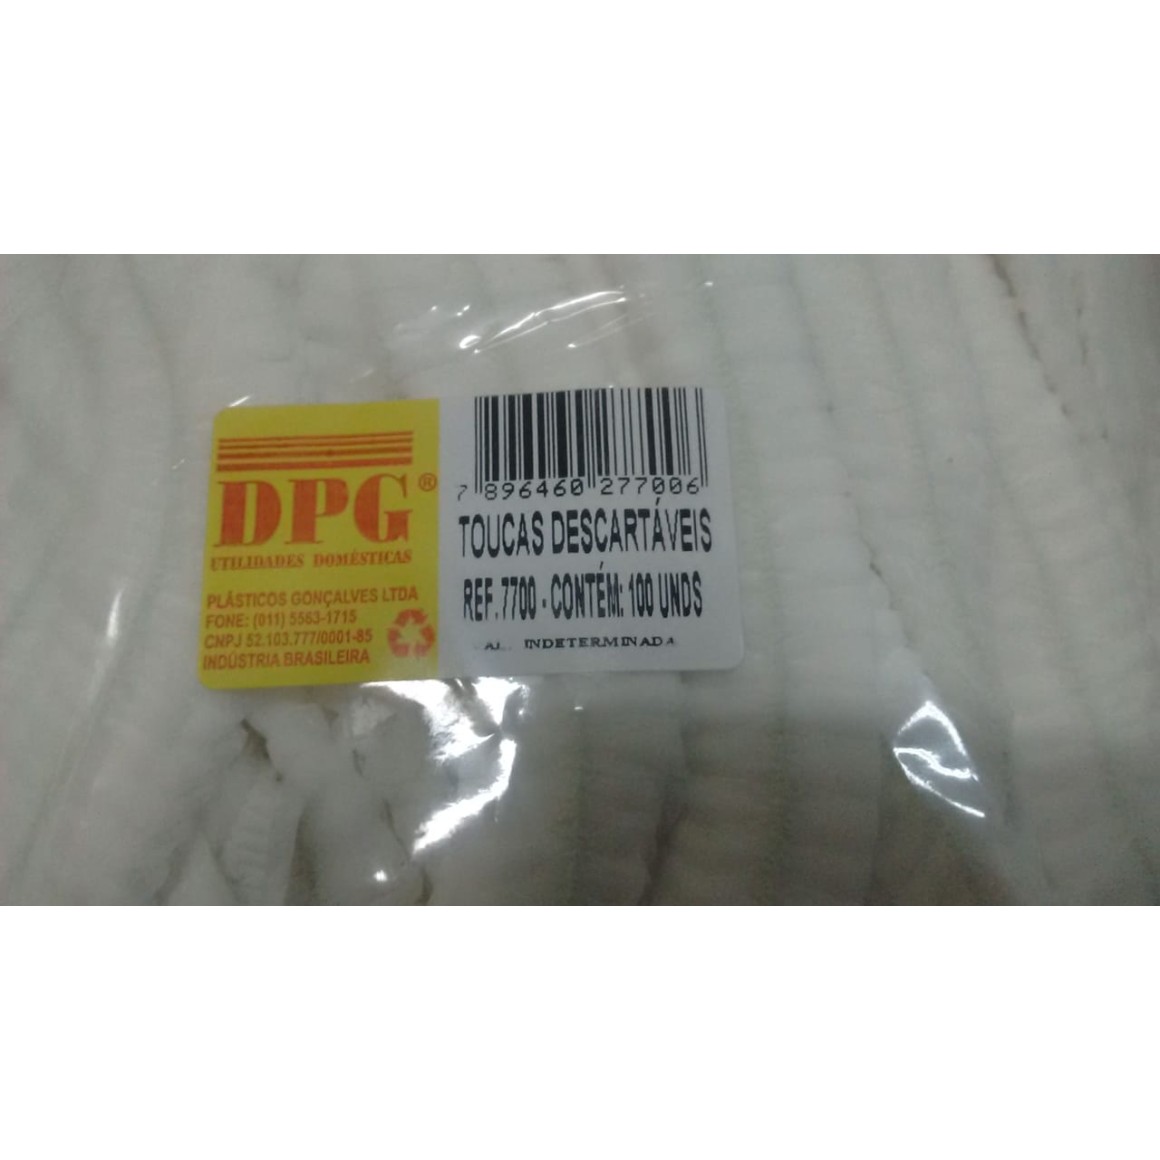 DPG®
UTILIDADES DOMÉSTICAS
PLÁSTICOS GONÇALVES LTDA
FONE: (011) 5563-1715
CNPJ 52.103.777/0001-85
INDÚSTRIA BRASILEIRA
7 896460 277006
TOUCAS DESCARTÁVEIS
REF.7700 - CONTÉM: 100 UNDS
INDETERMINADA